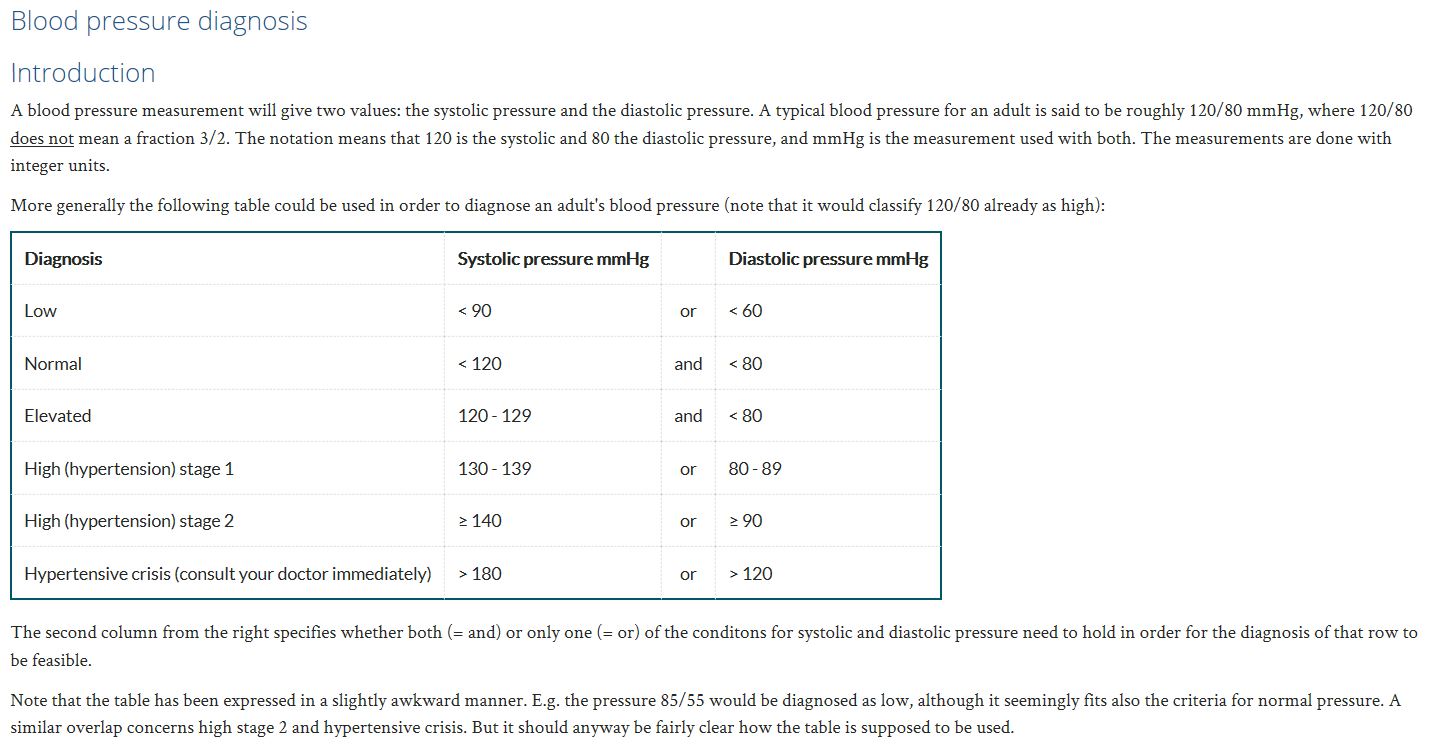 Blood pressure diagnosis
Introduction
A blood pressure measurement will give two values: the systolic pressure and the diastolic pressure. A typical blood pressure for an adult is said to be roughly 120/80 mmHg, where 120/80
does not mean a fraction 3/2. The notation means that 120 is the systolic and 80 the diastolic pressure, and mmHg is the measurement used with both. The measurements are done with
integer units.
More generally the following table could be used in order to diagnose an adult's blood pressure (note that it would classify 120/80 already as high):
Diagnosis Systolic pressure mmHg Diastolic pressure mmHg
Low < 90 or < 60
Normal < 120 and < 80
Elevated 120 - 129 and < 80
High (hypertension) stage 1 130 - 139 or 80 - 89
High (hypertension) stage 2 ≥ 140 or ≥ 90
Hypertensive crisis (consult your doctor immediately) > 180 or > 120
The second column from the right specifies whether both (= and) or only one (= or) of the conditons for systolic and diastolic pressure need to hold in order for the diagnosis of that row to
be feasible.
Note that the table has been expressed in a slightly awkward manner. E.g. the pressure 85/55 would be diagnosed as low, although it seemingly fits also the criteria for normal pressure. A
similar overlap concerns high stage 2 and hypertensive crisis. But it should anyway be fairly clear how the table is supposed to be used.